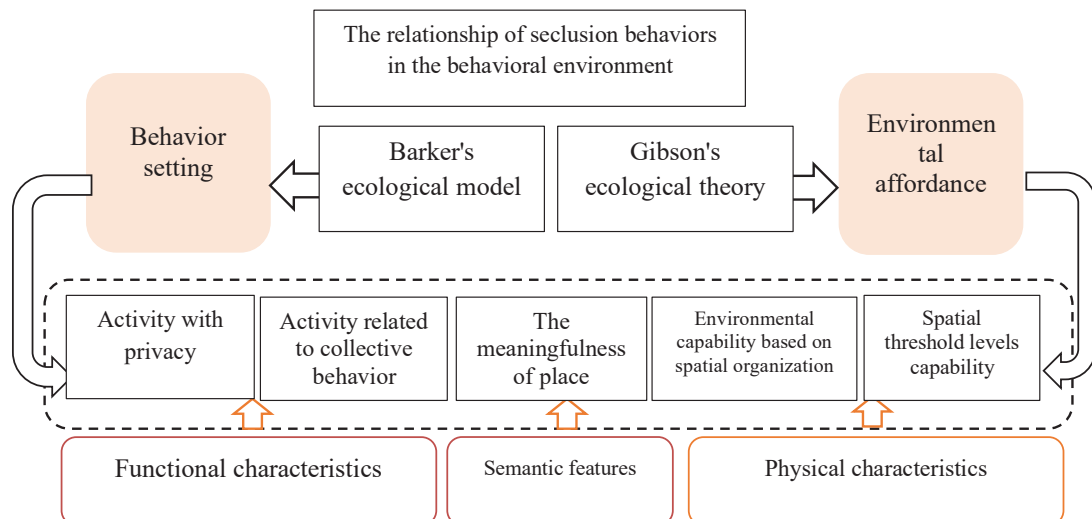 The relationship of seclusion behaviors
in the behavioral environment
Behavior
setting
Barker's
ecological model
Gibson's
ecological theory
Environmen
tal
affordance
Activity with
privacy
Activity related
to collective
behavior
The
meaningfulness
of place
Environmental
capability based on
spatial organization
Spatial
threshold levels
capability
Functional characteristics
Semantic features
Physical characteristics